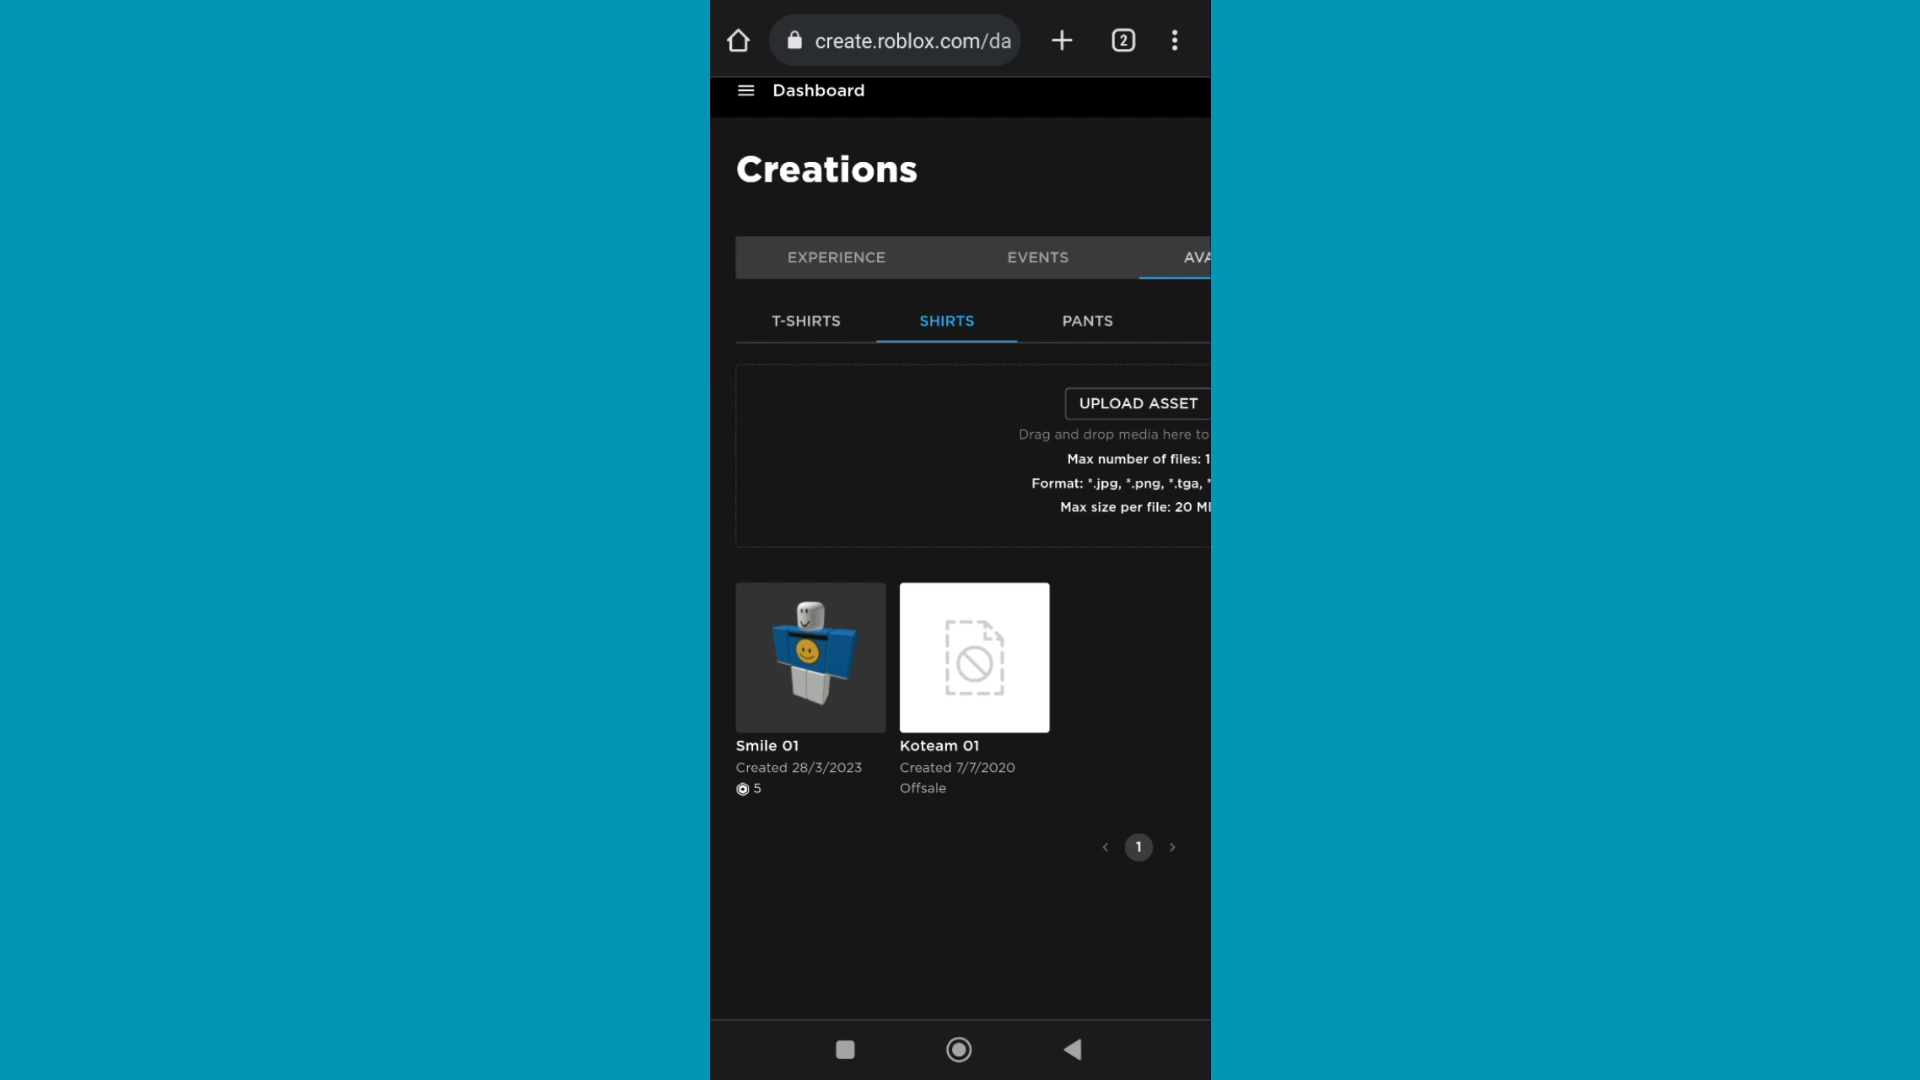 create.roblox.com/da
2
Dashboard
Creations
EXPERIENCE EVENTS AVA
T-SHIRTS SHIRTS PANTS
UPLOAD ASSET
Drag and drop media here to
Max number of files: 1
Format: *.jpg, *.png, *.tga, *
Max size per file: 20 M
Smile 01 Koteam 01
Created 28/3/2023 Created 7/7/2020
5 Offsale
< 1 >